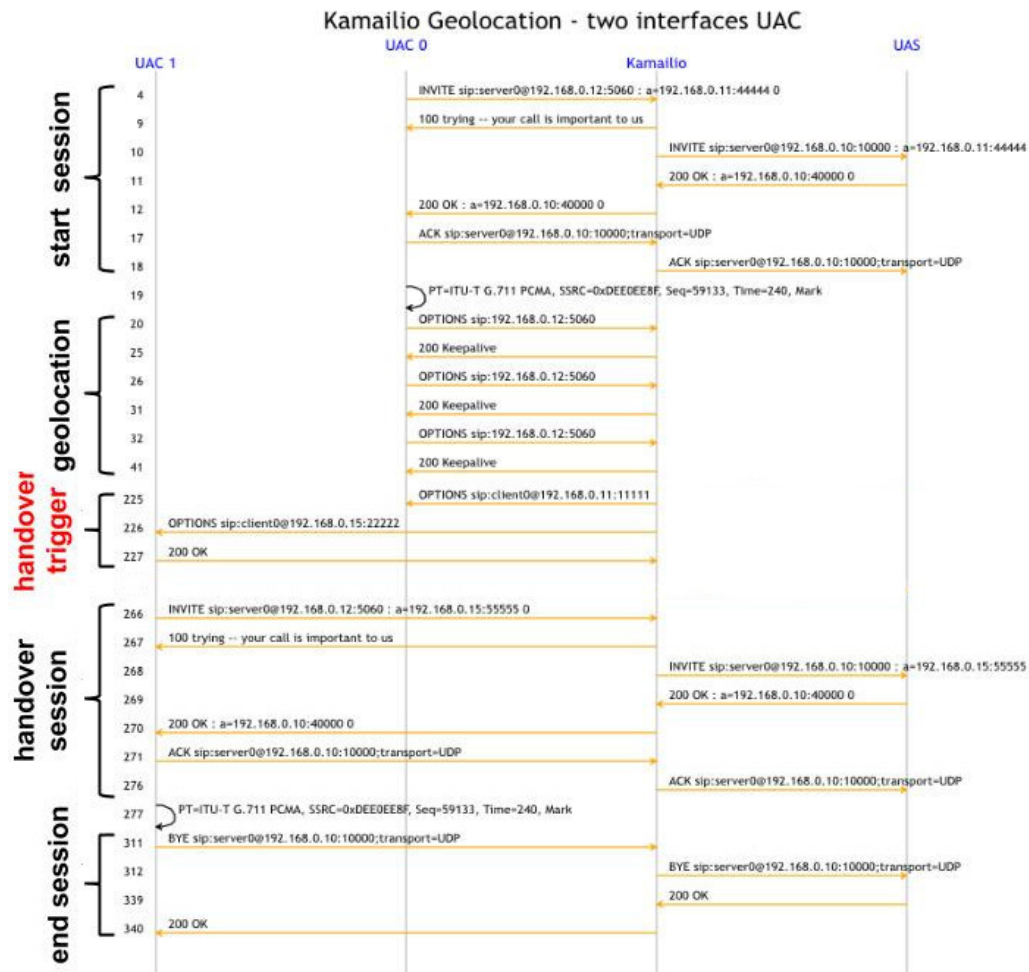 Kamailio Geolocation - two interfaces UAC
UAC 1
UAC 0
Kamailio
UAS
start session
4
INVITE sip:server0@192.168.0.12:5060 : a=192.168.0.11:44444 0
9
100 trying -- your call is important to us
10
INVITE sip:server0@192.168.0.10:10000 : a=192.168.0.11:44444
11
200 OK : a=192.168.0.10:40000 0
12
200 OK : a=192.168.0.10:40000 0
17
ACK sip:server0@192.168.0.10:10000;transport=UDP
18
ACK sip:server0@192.168.0.10:10000;transport=UDP
19
PT=ITU-T G.711 PCMA, SSRC=0xDEE0EE8F, Seq=59133, Time=240, Mark
geolocation
20
OPTIONS sip:192.168.0.12:5060
25
200 Keepalive
26
OPTIONS sip:192.168.0.12:5060
31
200 Keepalive
32
OPTIONS sip:192.168.0.12:5060
41
200 Keepalive
handover
trigger
225
OPTIONS sip:client0@192.168.0.11:11111
226
OPTIONS sip:client0@192.168.0.15:22222
227
200 OK
handover
session
266
INVITE sip:server0@192.168.0.12:5060 : a=192.168.0.15:55555 0
267
100 trying -- your call is important to us
268
INVITE sip:server0@192.168.0.10:10000 : a=192.168.0.15:55555
269
200 OK : a=192.168.0.10:40000 0
270
200 OK : a=192.168.0.10:40000 0
271
ACK sip:server0@192.168.0.10:10000;transport=UDP
276
ACK sip:server0@192.168.0.10:10000;transport=UDP
277
PT=ITU-T G.711 PCMA, SSRC=0xDEE0EE8F, Seq=59133, Time=240, Mark
end session
311
BYE sip:server0@192.168.0.10:10000;transport=UDP
312
BYE sip:server0@192.168.0.10:10000;transport=UDP
339
200 OK
340
200 OK